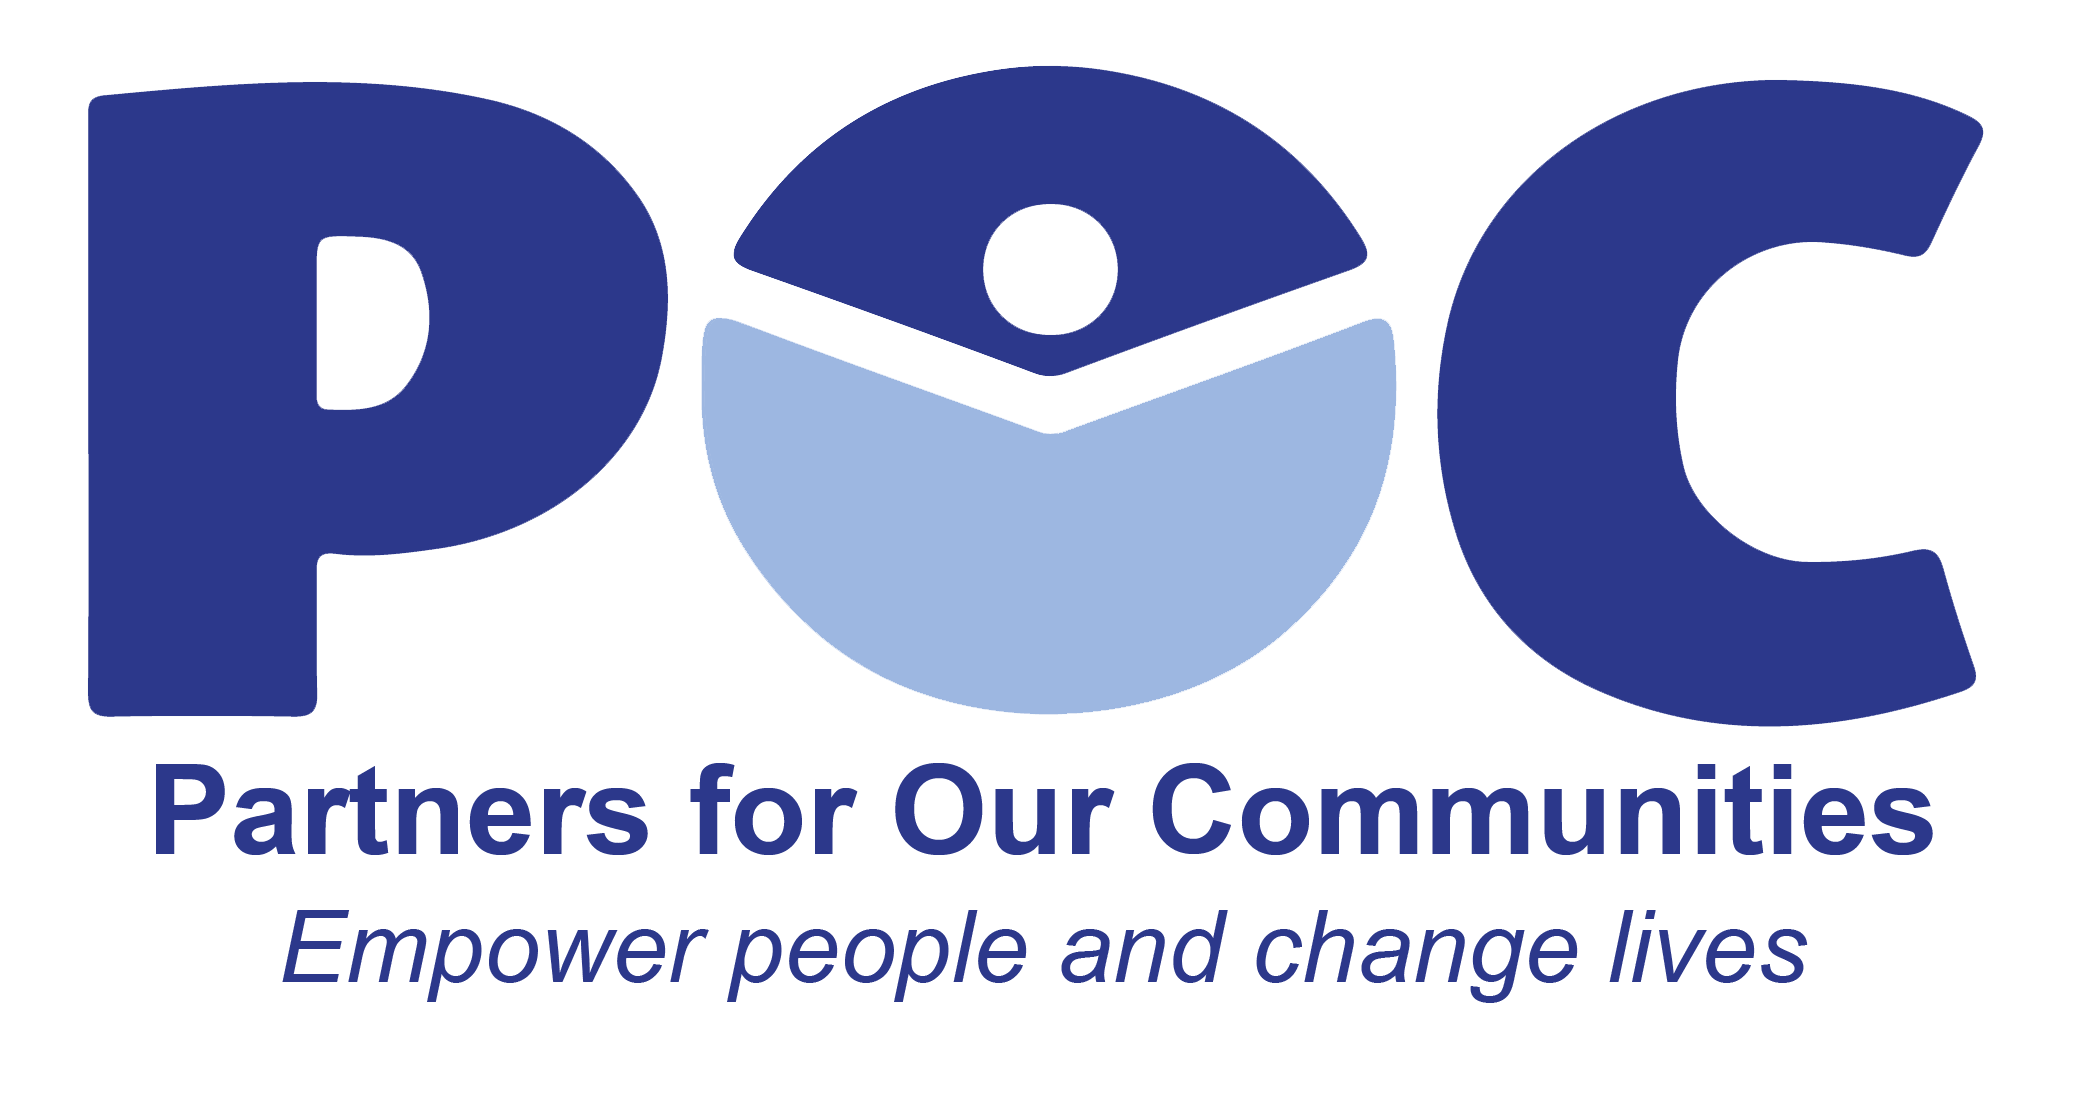 POC
Partners for Our Communities
Empower people and change lives